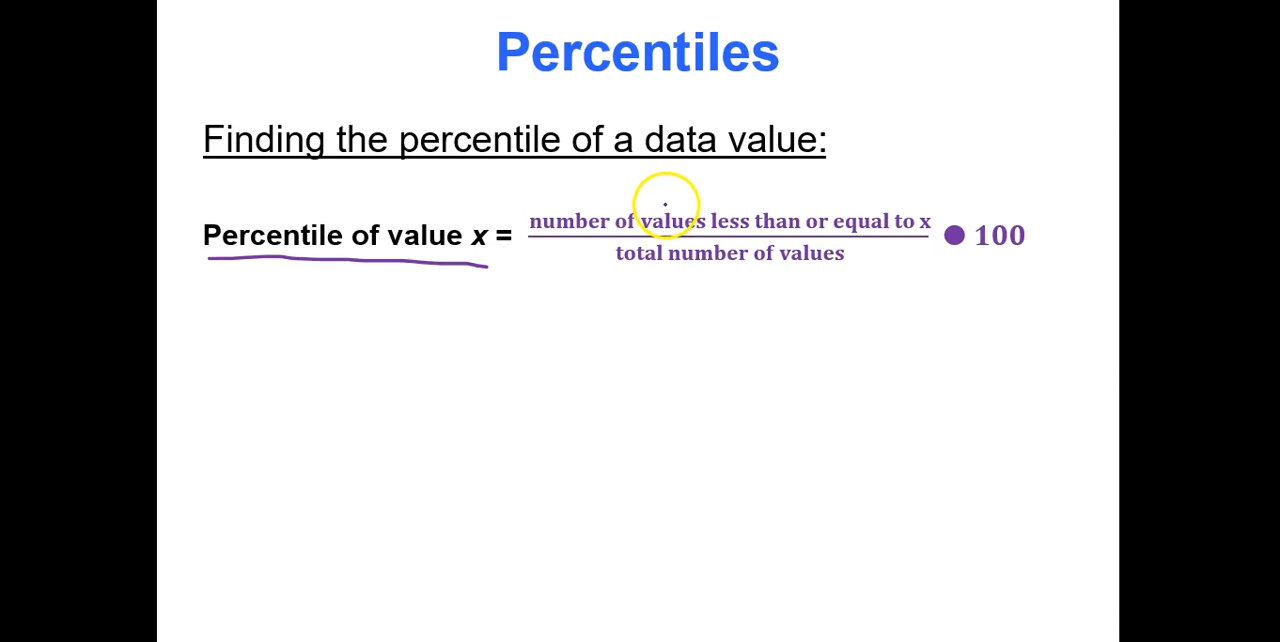 Percentiles
Finding the percentile of a data value:
Percentile of value x = number of values less than or equal to x ● 100
total number of values